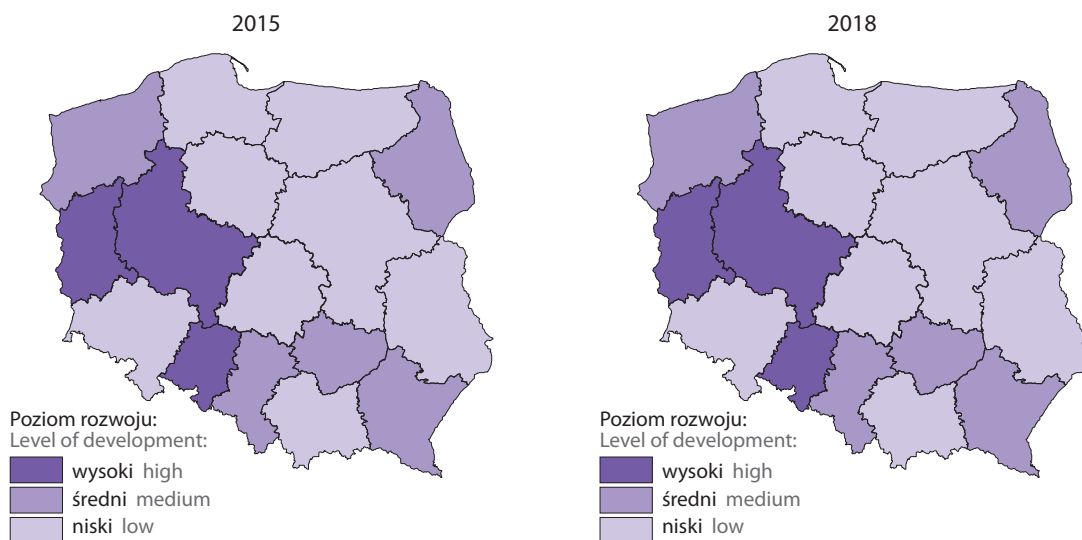 2015
Poziom rozwoju:
Level of development:
wysoki high
średni medium
niski low
2018
Poziom rozwoju:
Level of development:
wysoki high
średni medium
niski low